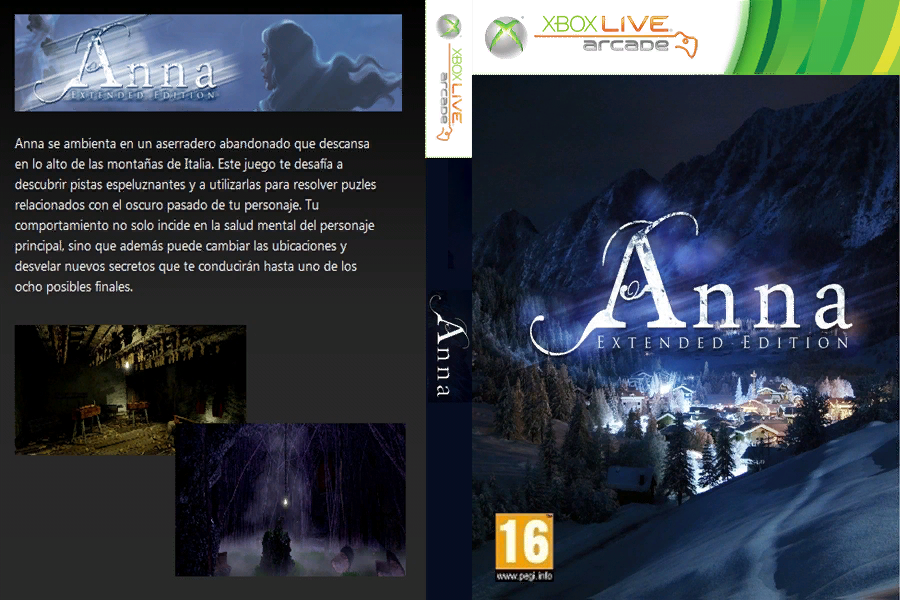 Anna
EXTENDED EDITION
Anna se ambienta en un aserradero abandonado que descansa
en lo alto de las montañas de Italia. Este juego te desafía a
descubrir pistas espeluznantes y a utilizarlas para resolver puzles
relacionados con el oscuro pasado de tu personaje. Tu
comportamiento no solo incide en la salud mental del personaje
principal, sino que además puede cambiar las ubicaciones y
desvelar nuevos secretos que te conducirán hasta uno de los
ocho posibles finales.
XBOX LIVE
arcade
Anna
XBOX LIVE
arcade
Anna
EXTENDED EDITION
16
www.pegi.info